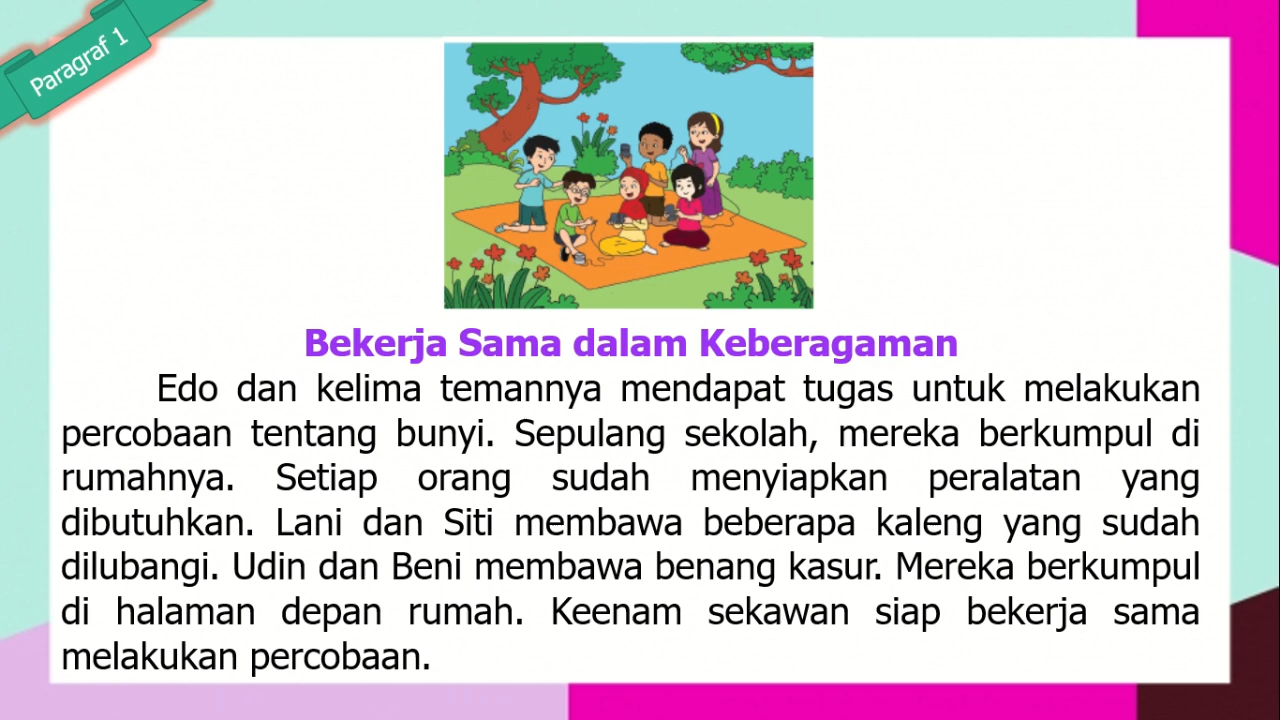 Paragraf 1
Bekerja Sama dalam Keberagaman
Edo dan kelima temannya mendapat tugas untuk melakukan
percobaan tentang bunyi. Sepulang sekolah, mereka berkumpul di
rumahnya. Setiap orang sudah menyiapkan peralatan yang
dibutuhkan. Lani dan Siti membawa beberapa kaleng yang sudah
dilubangi. Udin dan Beni membawa benang kasur. Mereka berkumpul
di halaman depan rumah. Keenam sekawan siap bekerja sama
melakukan percobaan.